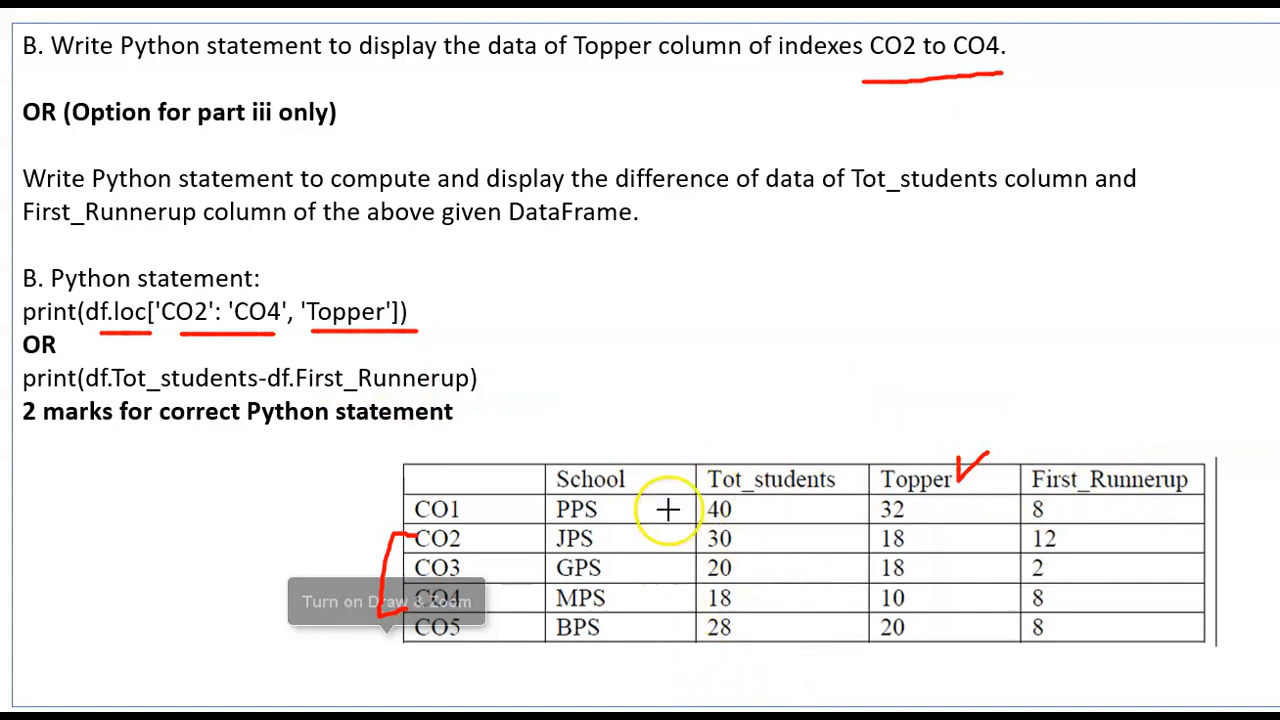 B. Write Python statement to display the data of Topper column of indexes CO2 to CO4.
OR (Option for part iii only)
Write Python statement to compute and display the difference of data of Tot_students column and
First_Runnerup column of the above given DataFrame.
B. Python statement:
print(df.loc['CO2': 'CO4', 'Topper'])
OR
print(df.Tot_students-df.First_Runnerup)
2 marks for correct Python statement
School Tot_students Topper First_Runnerup
CO1 PPS 40 32 8
CO2 JPS 30 18 12
CO3 GPS 20 18 2
CO4 MPS 18 10 8
Turn on Draw & Zoom
CO5 BPS 28 20 8